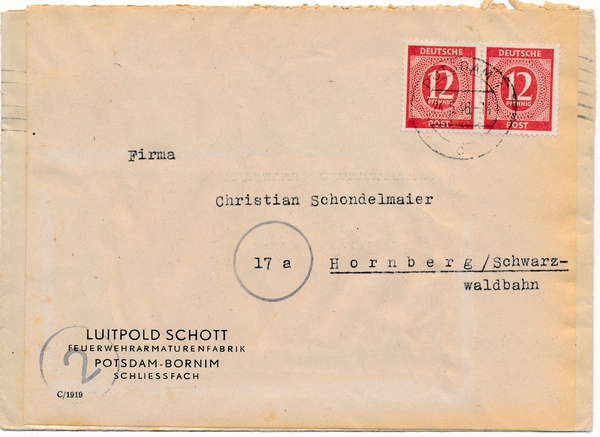 DEUTSCHE DEUTSCHE
12 12
PFENNIG PFENNIG
POST POST
Firma
Christian Schondelmaier
17a Hornberg/Schwarz-
waldbahn
LUITPOLD SCHOTT
FEUERWEHRARMATURENFABRIK
POTSDAM-BORNIM
SCHLIESSFACH
C/1919
2